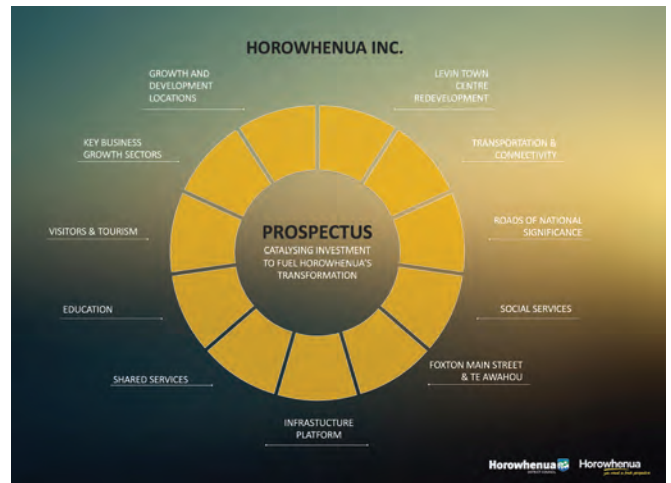 HOROWHENUA INC.
GROWTH AND
DEVELOPMENT
LOCATIONS
LEVIN TOWN
CENTRE
REDEVELOPMENT
KEY BUSINESS
GROWTH SECTORS
TRANSPORTATION &
CONNECTIVITY
VISITORS & TOURISM
PROSPECTUS
CATALYSING INVESTMENT
TO FUEL HOROWHENUA'S
TRANSFORMATION
ROADS OF NATIONAL
SIGNIFICANCE
EDUCATION
SOCIAL SERVICES
SHARED SERVICES
FOXTON MAIN STREET
& TE AWAHOU
INFRASTUCTURE
PLATFORM
Horowhenua
Horowhenua